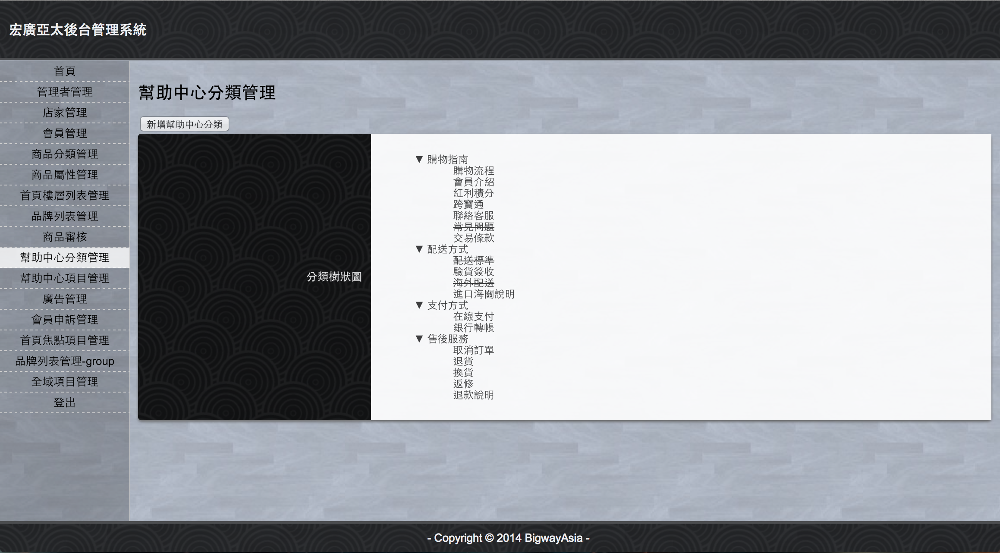 宏廣亞太後台管理系統
首頁
管理者管理
店家管理
會員管理
商品分類管理
商品屬性管理
首頁樓層列表管理
品牌列表管理
商品審核
幫助中心分類管理
幫助中心項目管理
廣告管理
會員申訴管理
首頁焦點項目管理
品牌列表管理-group
全域項目管理
登出
幫助中心分類管理
新增幫助中心分類
分類樹狀圖
▼ 購物指南
購物流程
會員介紹
紅利積分
跨寶通
聯絡客服
常見問題
交易條款
▼ 配送方式
配送標準
驗貨簽收
海外配送
進口海關說明
▼ 支付方式
在線支付
銀行轉帳
▼ 售後服務
取消訂單
退貨
換貨
返修
退款說明
- Copyright © 2014 BigwayAsia -